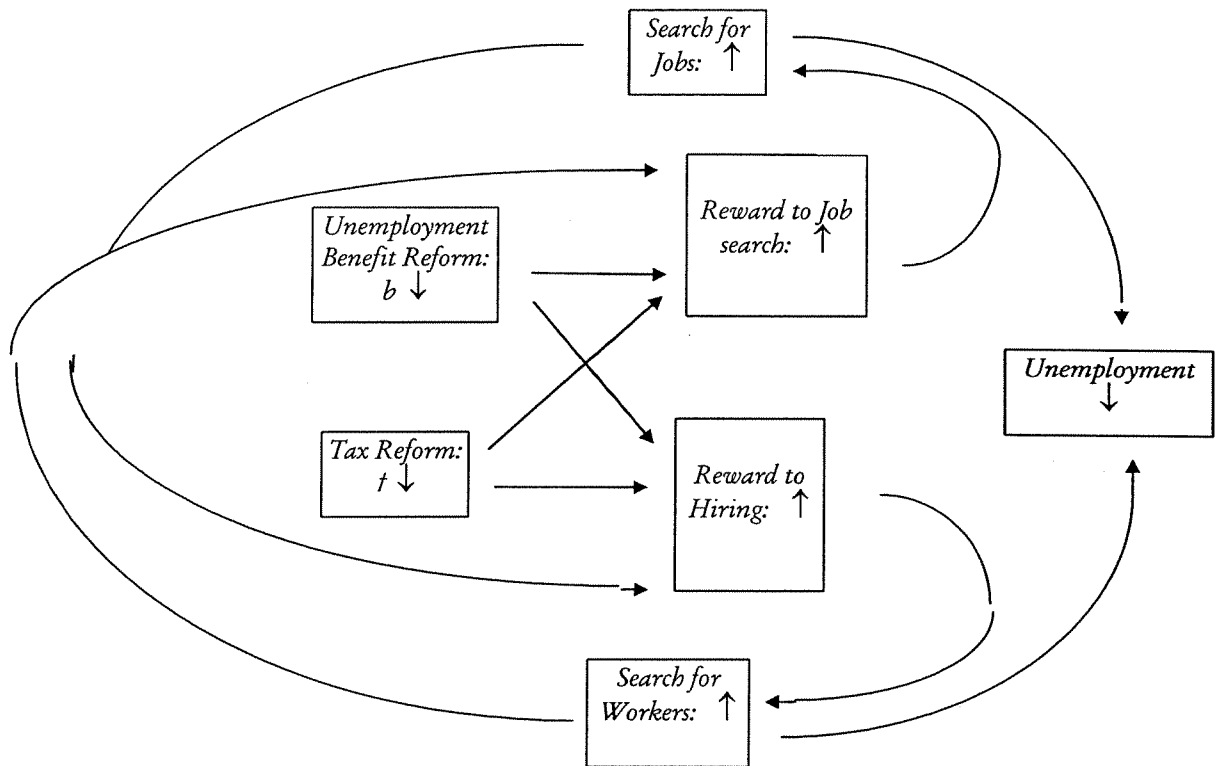 Search for
Jobs: ↑
Unemployment
Benefit Reform:
b ↓
Reward to Job
search: ↑
Unemployment
↓
Tax Reform:
t ↓
Reward to
Hiring: ↑
Search for
Workers: ↑